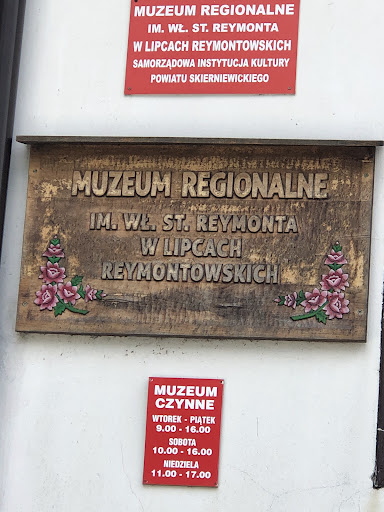 MUZEUM REGIONALNE
IM. WŁ. ST. REYMONTA
W LIPCACH REYMONTOWSKICH
SAMORZĄDOWA INSTYTUCJA KULTURY
POWIATU SKIERNIEWICKIEGO
MUZEUM REGIONALNE
IM. WŁ. ST. REYMONTA
W LIPCACH
REYMONTOWSKICH
MUZEUM
CZYNNE
WTOREK - PIĄTEK
9.00 - 16.00
SOBOTA
10.00 - 16.00
NIEDZIELA
11.00 - 17.00